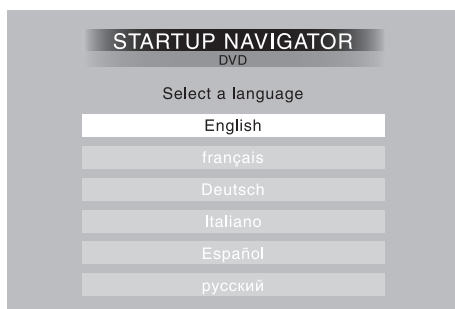 STARTUP NAVIGATOR
DVD
Select a language
English
français
Deutsch
Italiano
Español
русский